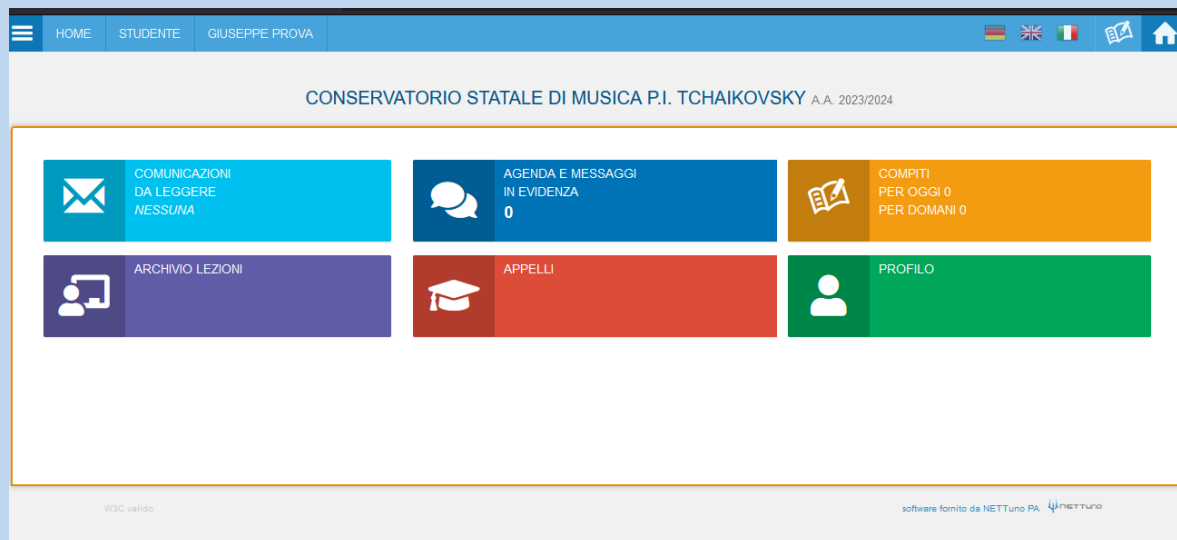 HOME STUDENTE GIUSEPPE PROVA
CONSERVATORIO STATALE DI MUSICA P.I. TCHAIKOVSKY A.A. 2023/2024
COMUNICAZIONI
DA LEGGERE
NESSUNA
AGENDA E MESSAGGI
IN EVIDENZA
0
COMPITI
PER OGGI 0
PER DOMANI 0
ARCHIVIO LEZIONI
APPELLI
PROFILO
W3C valido
software fornito da NETTuno PA NETTUNO